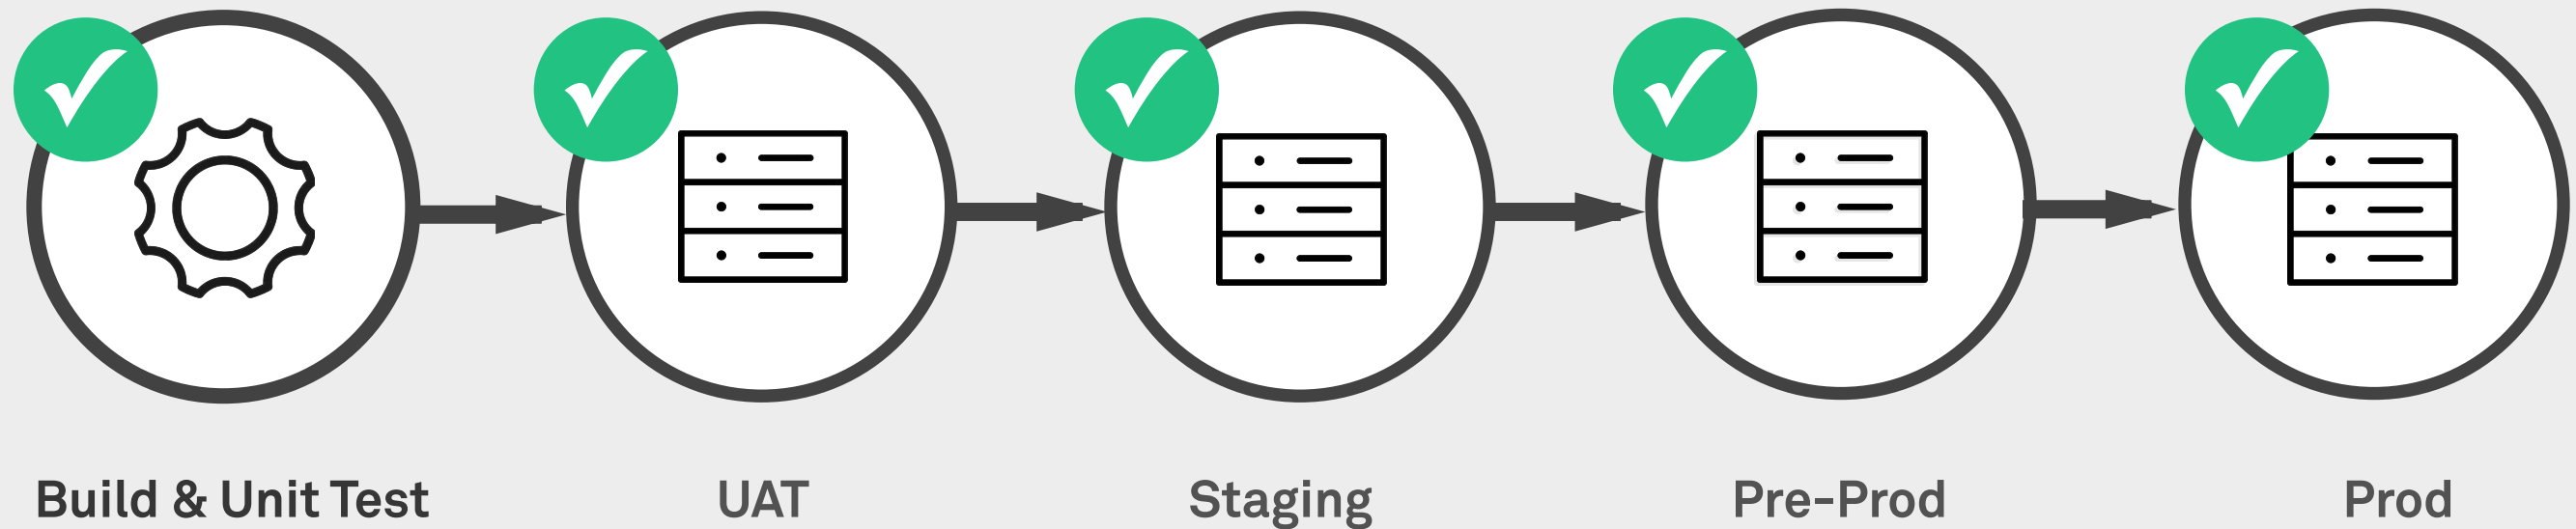 Build & Unit Test
UAT
Staging
Pre-Prod
Prod